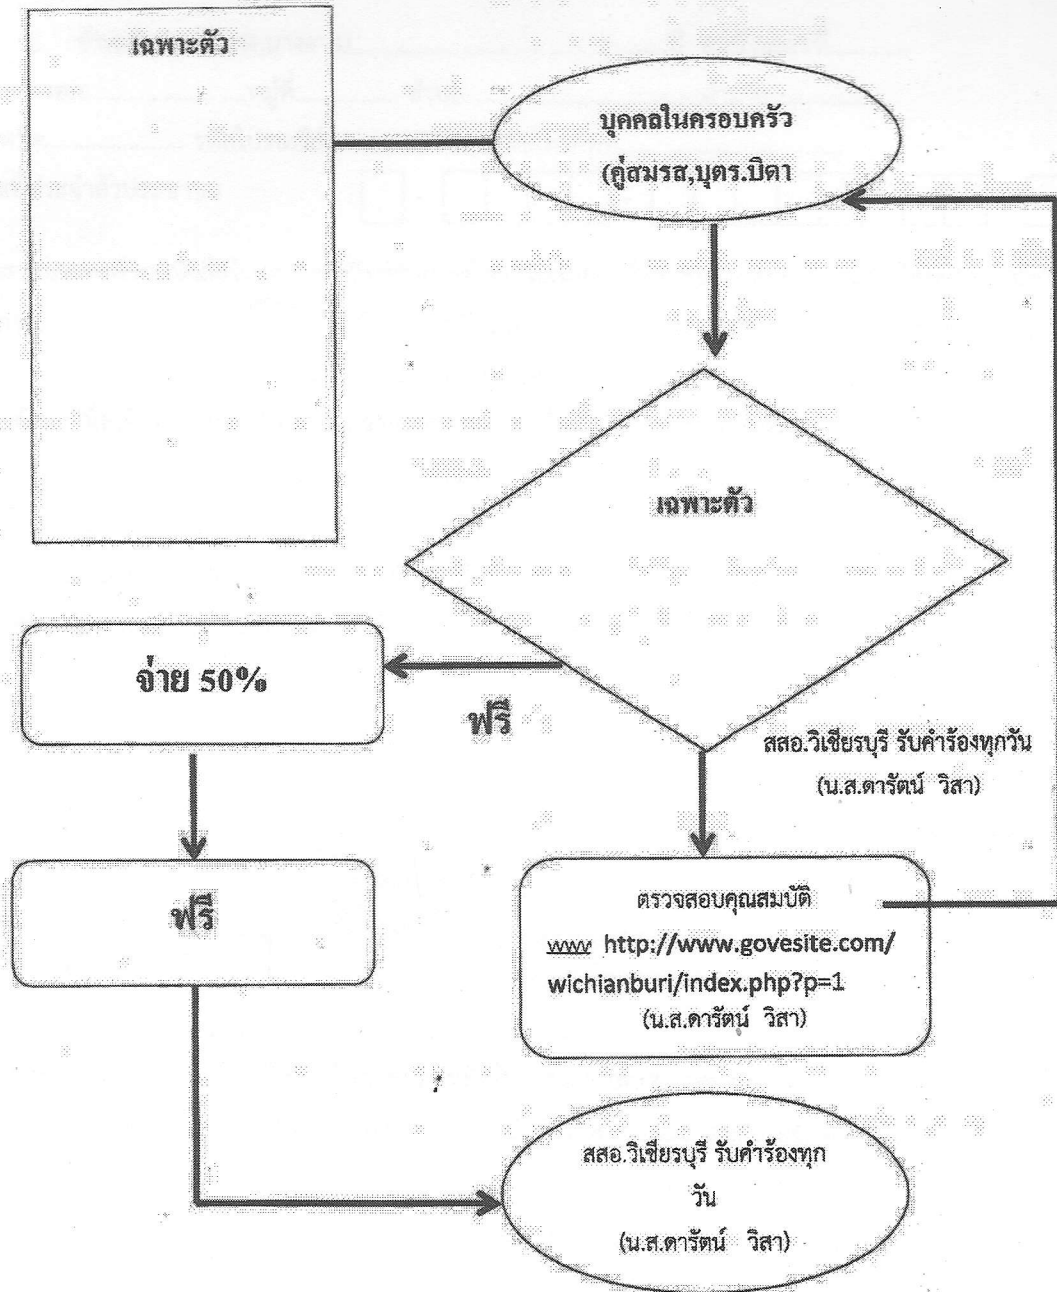 เฉพาะตัว
บุคคลในครอบครัว
(คู่สมรส,บุตร.บิดา
เฉพาะตัว
จ่าย 50%
ฟรี
สสอ.วิเชียรบุรี รับคำร้องทุกวัน
(น.ส.ดารัตน์ วิสา)
ฟรี
ตรวจสอบคุณสมบัติ
www http://www.govesite.com/
wichianburi/index.php?p=1
(น.ส.ดารัตน์ วิสา)
สสอ.วิเชียรบุรี รับคำร้องทุก
วัน
(น.ส.ดารัตน์ วิสา)